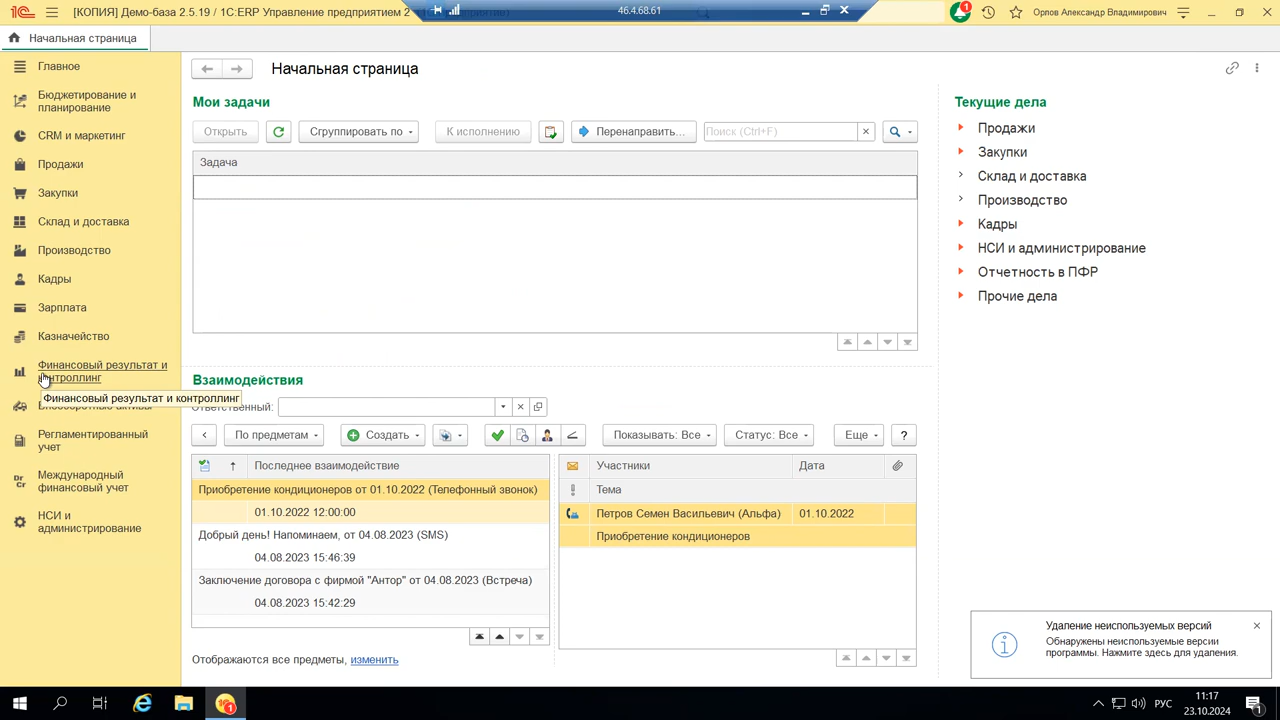 [КОПИЯ] Демо-база 2.5.19 / 1С:ERP Управление предприятием 2
46.4.68.61
1
Орлов Александр Владимирович
Начальная страница
Главное
Бюджетирование и
планирование
CRM и маркетинг
Продажи
Закупки
Склад и доставка
Производство
Кадры
Зарплата
Казначейство
Финансовый результат и
контроллинг
Финансовый результат и контроллинг
Регламентированный
учет
Международный
финансовый учет
НСИ и
администрирование
Начальная страница
Мои задачи
Открыть
Сгруппировать по
К исполнению
Перенаправить...
Поиск (Ctrl+F)
Задача
Взаимодействия
Ответственный:
По предметам
Создать
Показывать: Все
Статус: Все
Еще
?
Последнее взаимодействие
Приобретение кондиционеров от 01.10.2022 (Телефонный звонок)
01.10.2022 12:00:00
Добрый день! Напоминаем, от 04.08.2023 (SMS)
04.08.2023 15:46:39
Заключение договора с фирмой "Антор" от 04.08.2023 (Встреча)
04.08.2023 15:42:29
Участники
Дата
Тема
Петров Семен Васильевич (Альфа)
01.10.2022
Приобретение кондиционеров
Отображаются все предметы, изменить
Текущие дела
Продажи
Закупки
Склад и доставка
Производство
Кадры
НСИ и администрирование
Отчетность в ПФР
Прочие дела
Удаление неиспользуемых версий
Обнаружены неиспользуемые версии
программы. Нажмите здесь для удаления.
РУС
11:17
23.10.2024
1